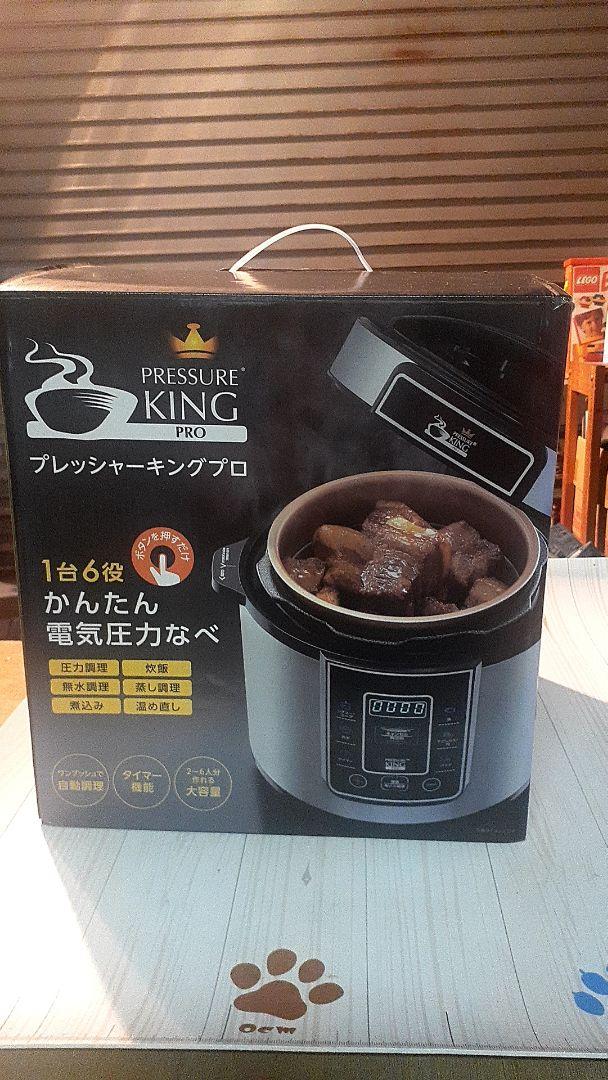 PRESSURE®
KING
PRO
プレッシャーキングプロ
ボタンを押すだけ
1台6役
かんたん
電気圧力なべ
圧力調理
炊飯
無水調理
蒸し調理
煮込み
温め直し
ワンプッシュで
自動調理
タイマー
機能
2〜6人分
作れる
大容量
PRESSURE®
KING
0000
KING
LEGO
ocm